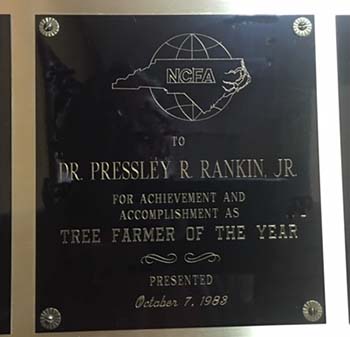 NCFA
TO
DR. PRESSLEY R. RANKIN, JR.
FOR ACHIEVEMENT AND
ACCOMPLISHMENT AS
TREE FARMER OF THE YEAR
PRESENTED
October 7, 1983